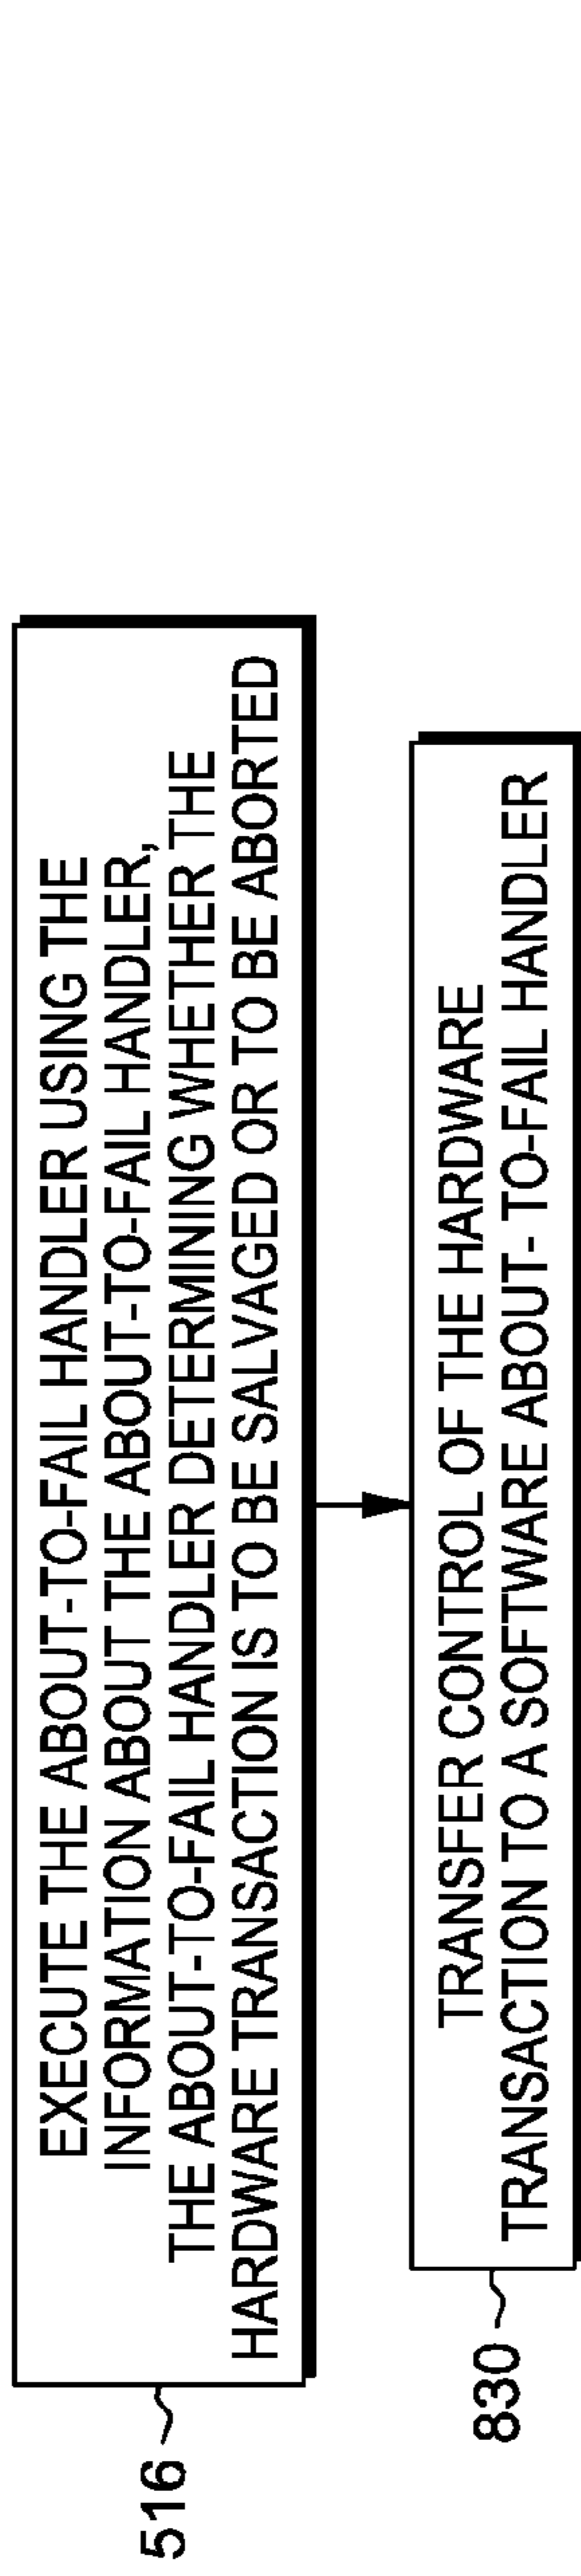 516
EXECUTE THE ABOUT-TO-FAIL HANDLER USING THE
INFORMATION ABOUT THE ABOUT-TO-FAIL HANDLER,
THE ABOUT-TO-FAIL HANDLER DETERMINING WHETHER THE
HARDWARE TRANSACTION IS TO BE SALVAGED OR TO BE ABORTED
830
TRANSFER CONTROL OF THE HARDWARE
TRANSACTION TO A SOFTWARE ABOUT- TO-FAIL HANDLER